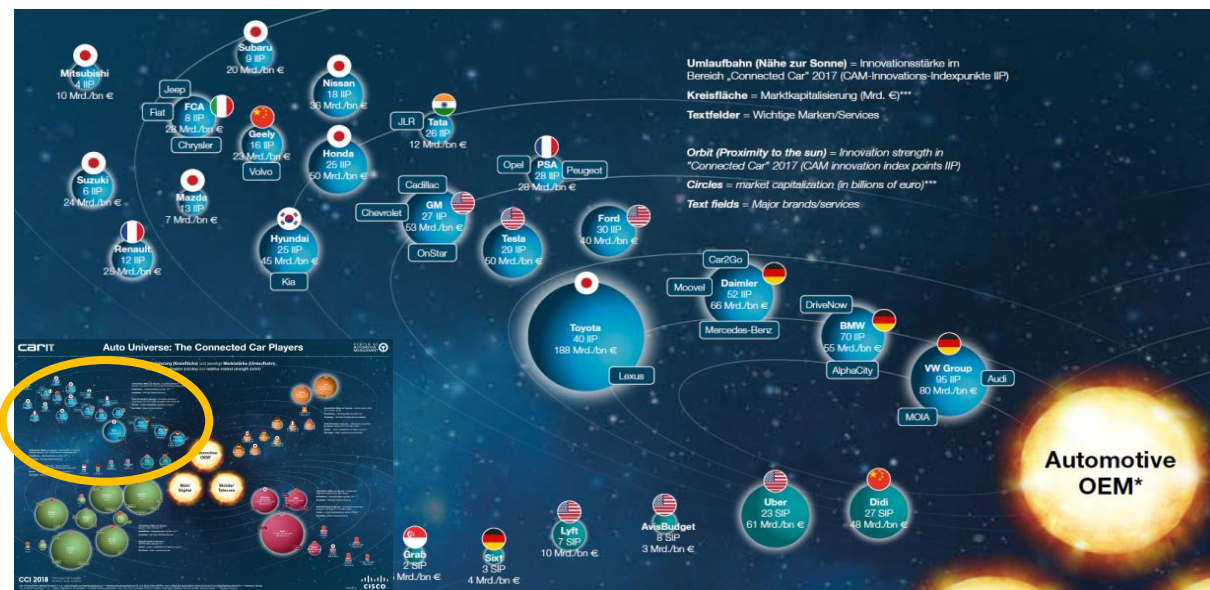 Subaru
9 IIP
20 Mrd./bn €
Mitsubishi
4 IIP
10 Mrd./bn €
Jeep
Fiat
FCA
8 IIP
28 Mrd./bn €
Chrysler
Nissan
18 IIP
36 Mrd./bn €
Geely
16 IIP
23 Mrd./bn €
Volvo
JLR
Tata
26 IIP
12 Mrd./bn €
Honda
25 IIP
50 Mrd./bn €
Opel
PSA
28 IIP
28 Mrd./bn €
Peugeot
Suzuki
6 IIP
24 Mrd./bn €
Mazda
13 IIP
7 Mrd./bn €
Cadillac
Chevrolet
GM
27 IIP
53 Mrd./bn €
OnStar
Renault
12 IIP
25 Mrd./bn €
Hyundai
25 IIP
45 Mrd./bn €
Kia
Tesla
29 IIP
50 Mrd./bn €
Ford
30 IIP
40 Mrd./bn €
Umlaufbahn (Nähe zur Sonne) = Innovationsstärke im
Bereich „Connected Car" 2017 (CAM-Innovations-Indexpunkte IIP)
Kreisfläche = Marktkapitalisierung (Mrd. €)***
Textfelder = Wichtige Marken/Services
Orbit (Proximity to the sun) = Innovation strength in
"Connected Car" 2017 (CAM innovation index points IIP)
Circles = market capitalization (in billions of euro)***
Text fields = Major brands/services
Toyota
40 IIP
188 Mrd./bn €
Lexus
Car2Go
Moovel
Daimler
52 IIP
66 Mrd./bn €
Mercedes-Benz
DriveNow
BMW
70 IIP
55 Mrd./bn €
AlphaCity
VW Group
95 IIP
80 Mrd./bn €
Audi
MOIA
Automotive
OEM*
Grab
2 SIP
Mrd./bn €
Sixt
3 SIP
4 Mrd./bn €
Lyft
7 SIP
10 Mrd./bn €
AvisBudget
8 SIP
3 Mrd./bn €
Uber
23 SIP
61 Mrd./bn €
Didi
27 SIP
48 Mrd./bn €
carIT
Auto Universe: The Connected Car Players
CENTER OF
AUTOMOTIVE
MANAGEMENT
Automotive
OEM*
Web/
Digital
Mobile/
Telecom
CCI 2018
CISCO